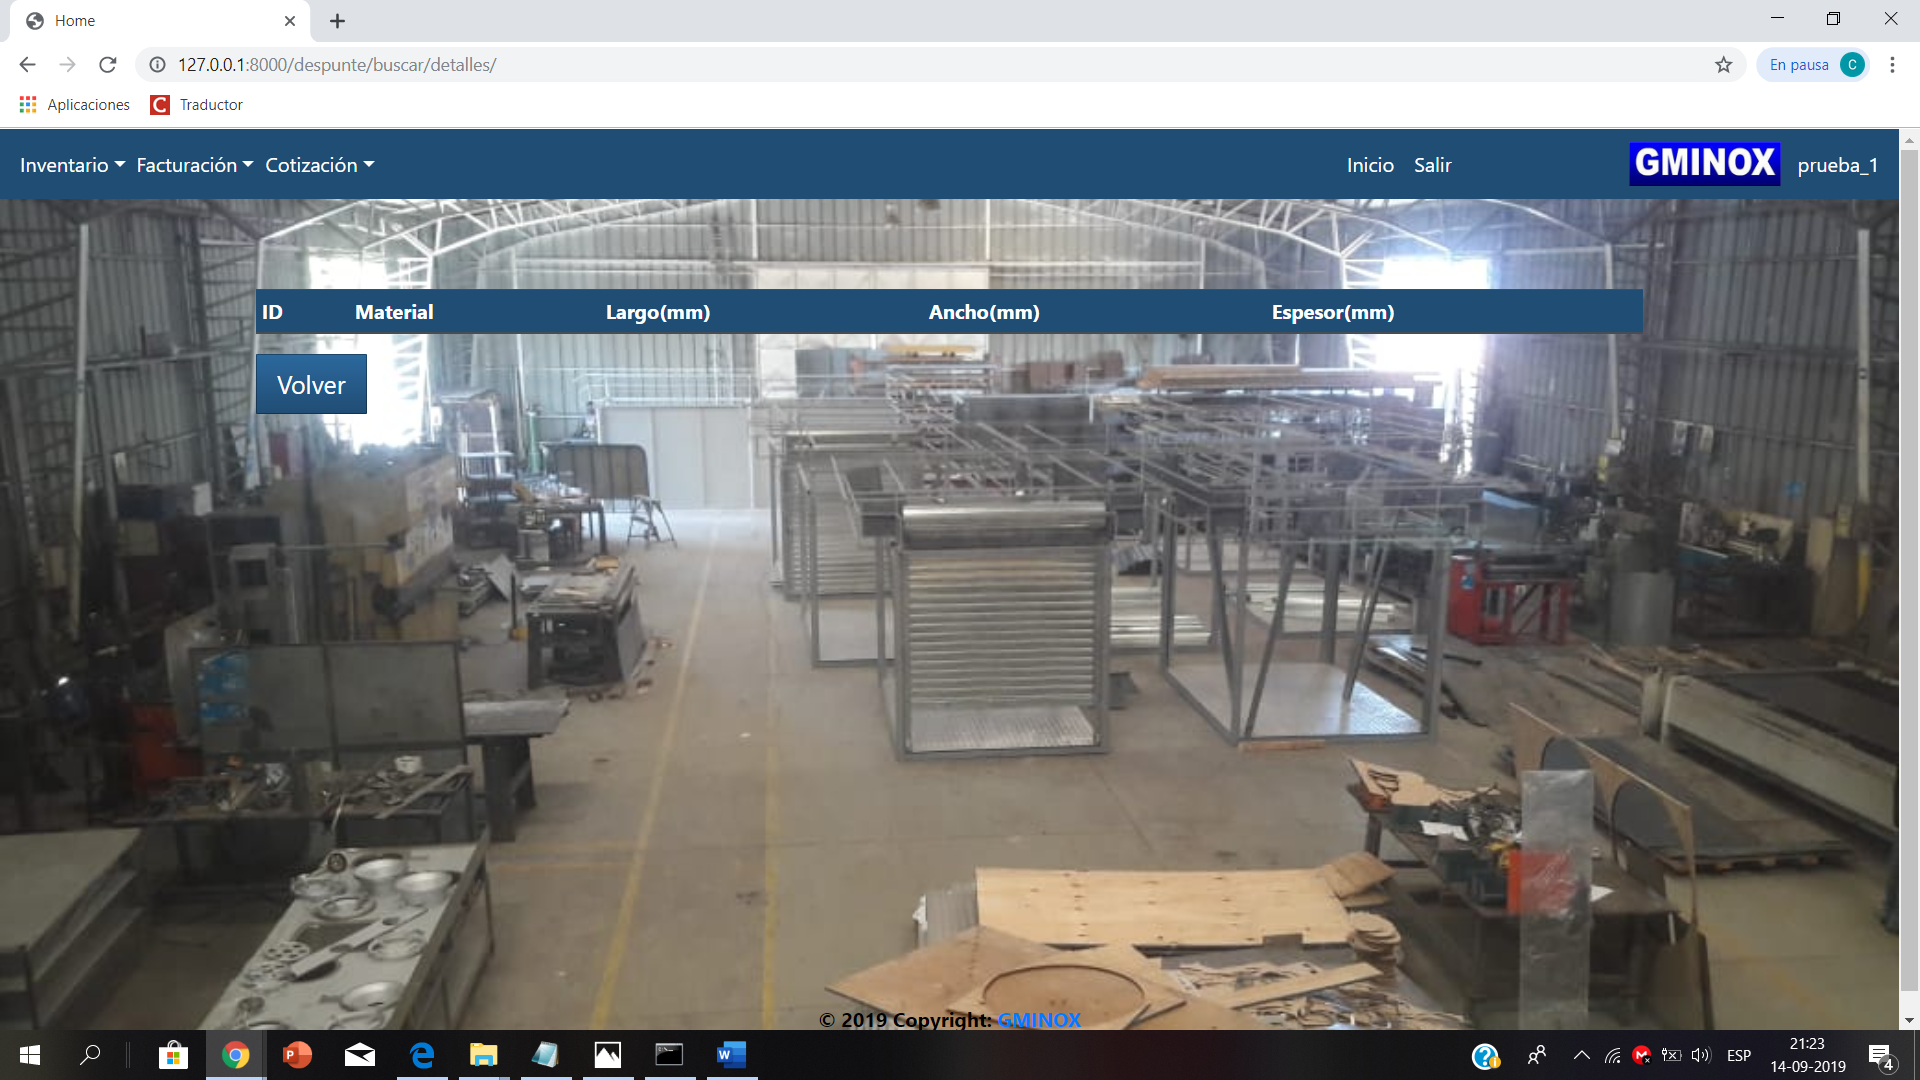 Home
127.0.0.1:8000/despunte/buscar/detalles/
En pausa C
Aplicaciones Traductor
Inventario Facturación Cotización Inicio Salir GMINOX prueba_1
ID Material Largo(mm) Ancho(mm) Espesor(mm)
Volver
© 2019 Copyright: GMINOX
ESP
21:23
14-09-2019
4